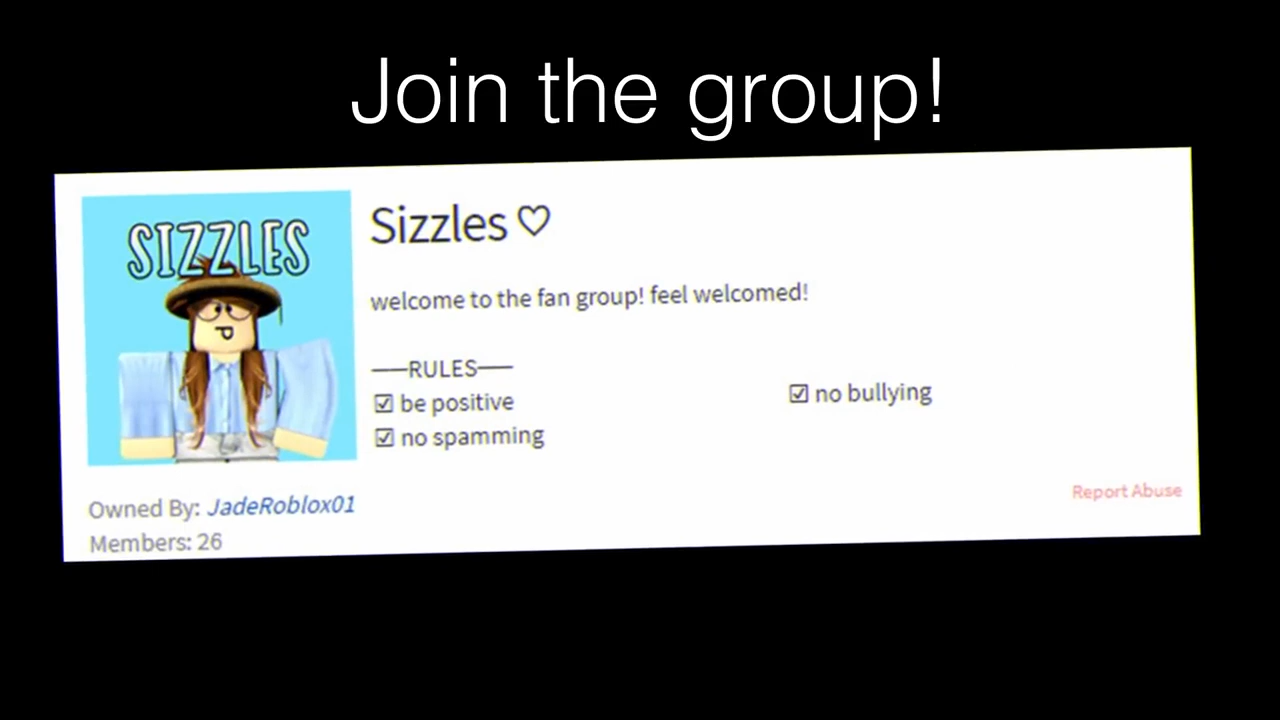 Join the group!
SIZZLES
Sizzles ♡
welcome to the fan group! feel welcomed!
——RULES——
☑ be positive
☑ no bullying
☑ no spamming
Owned By: JadeRoblox01
Members: 26
Report Abuse